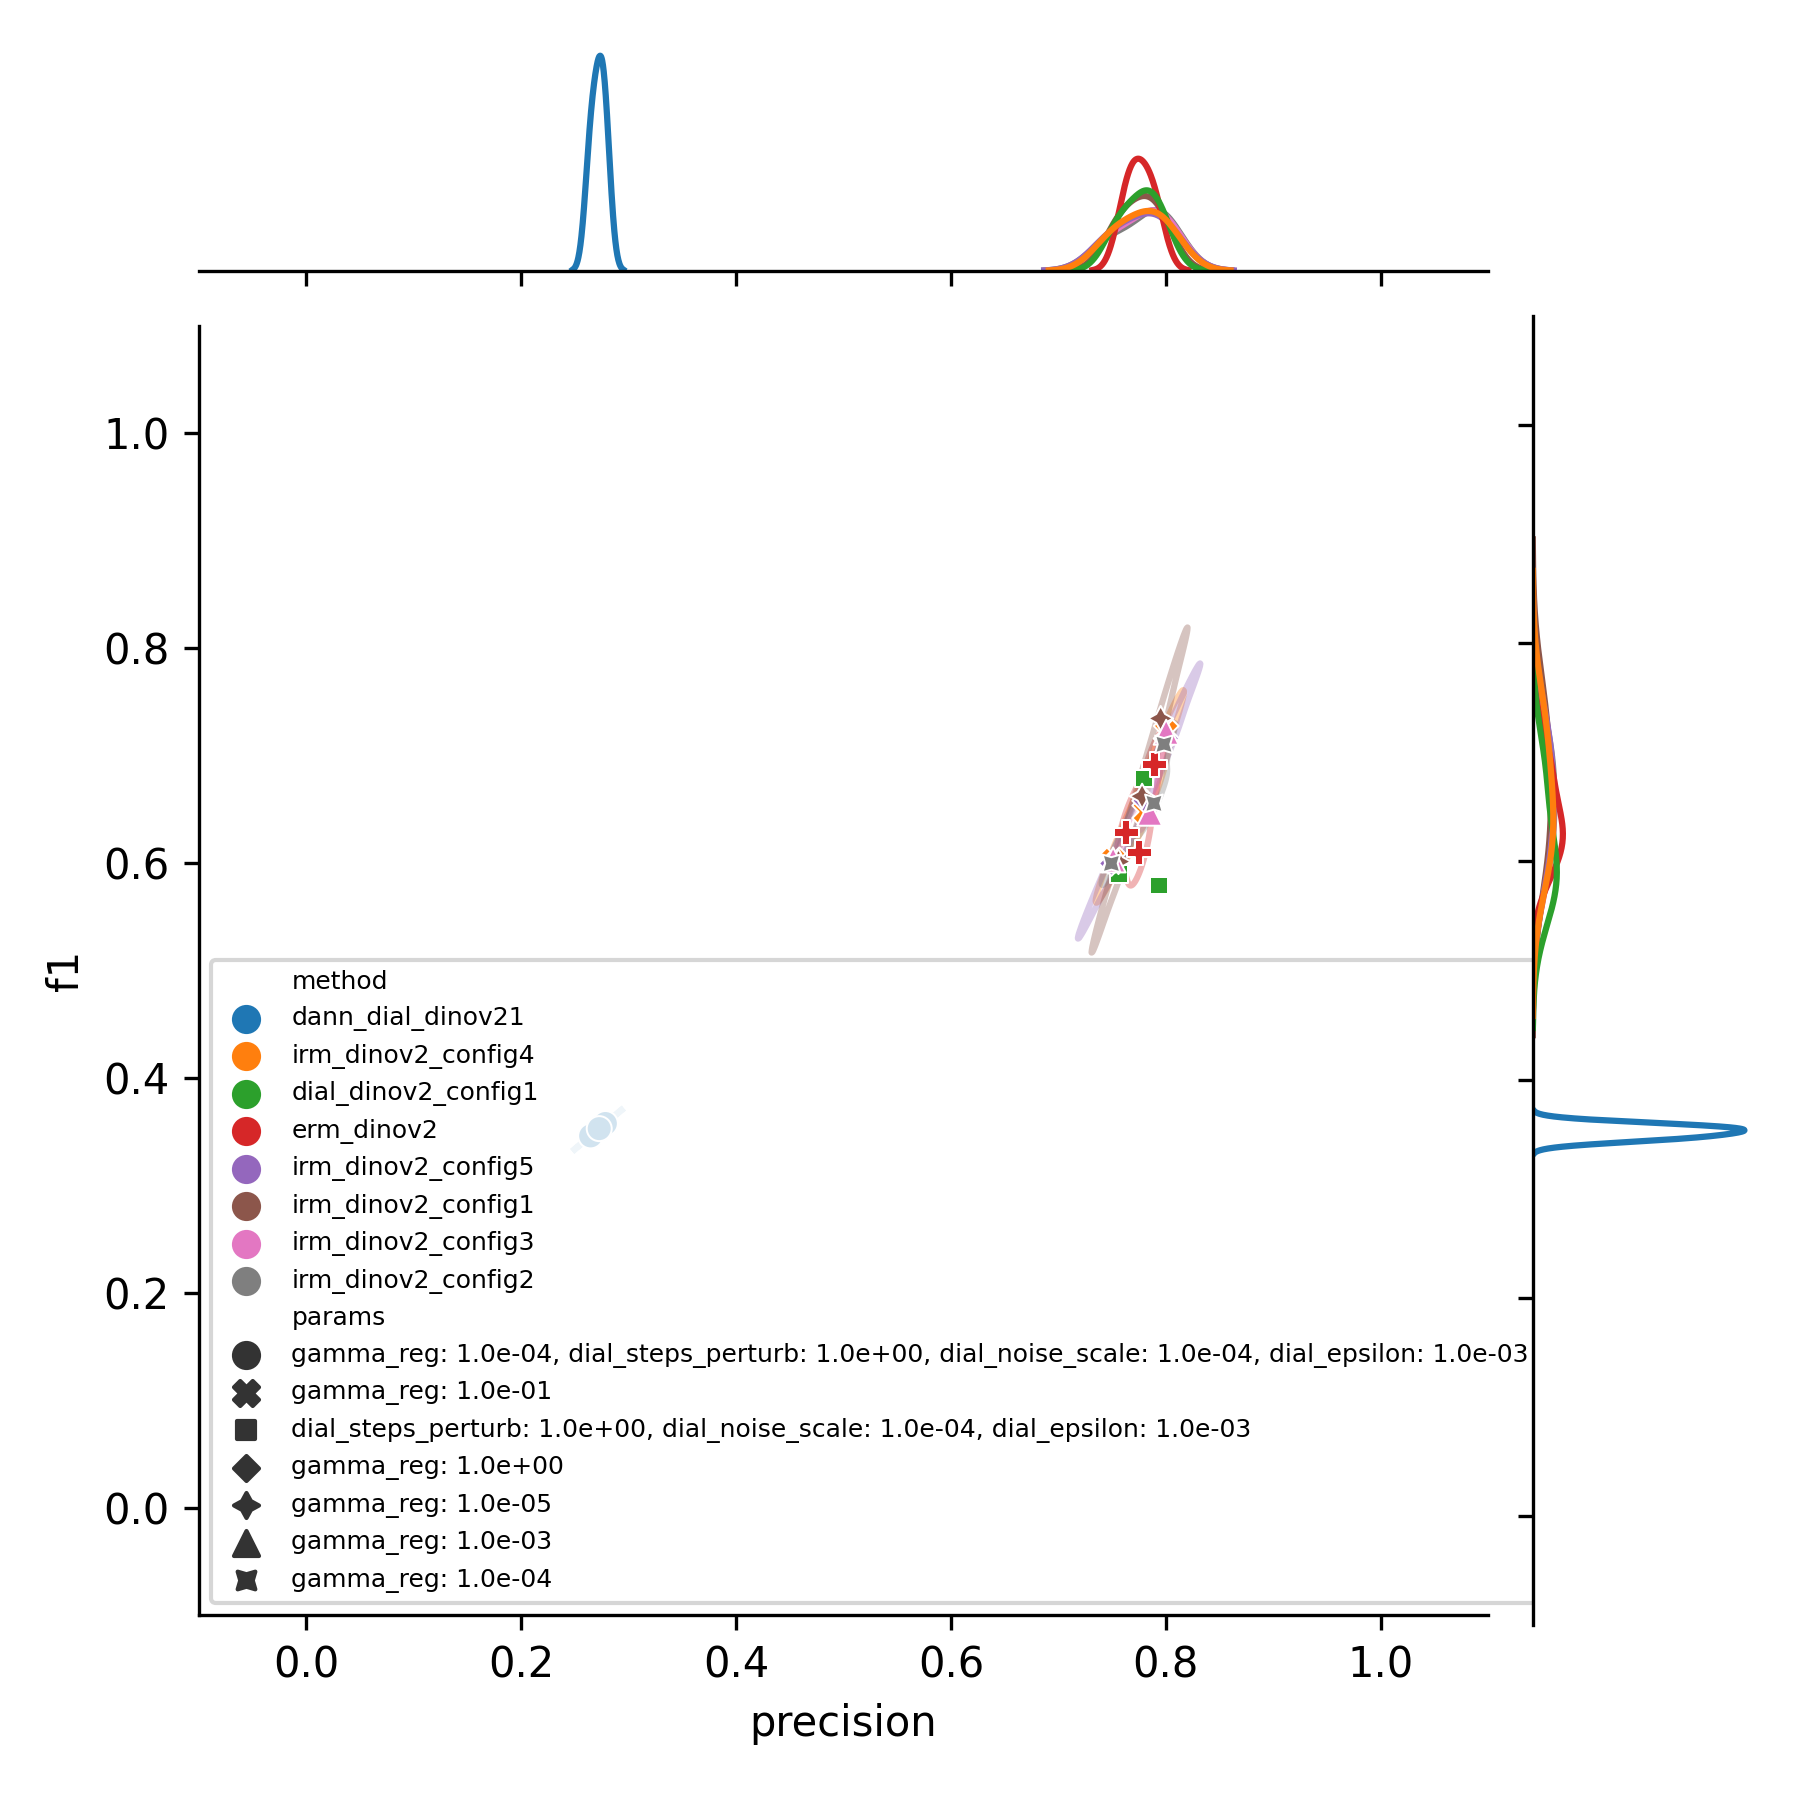 1.0
0.8
0.6
0.4
0.2
0.0
f1
method
dann_dial_dinov21
irm_dinov2_config4
dial_dinov2_config1
erm_dinov2
irm_dinov2_config5
irm_dinov2_config1
irm_dinov2_config3
irm_dinov2_config2
params
gamma_reg: 1.0e-04, dial_steps_perturb: 1.0e+00, dial_noise_scale: 1.0e-04, dial_epsilon: 1.0e-03
gamma_reg: 1.0e-01
dial_steps_perturb: 1.0e+00, dial_noise_scale: 1.0e-04, dial_epsilon: 1.0e-03
gamma_reg: 1.0e+00
gamma_reg: 1.0e-05
gamma_reg: 1.0e-03
gamma_reg: 1.0e-04
0.0 0.2 0.4 0.6 0.8 1.0
precision